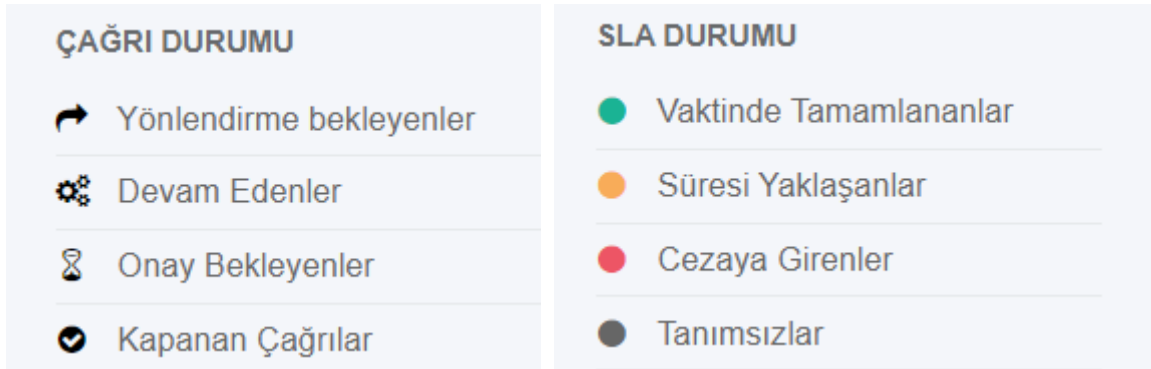 ÇAĞRI DURUMU
Yönlendirme bekleyenler
Devam Edenler
Onay Bekleyenler
Kapanan Çağrılar
SLA DURUMU
Vaktinde Tamamlananlar
Süresi Yaklaşanlar
Cezaya Girenler
Tanımsızlar